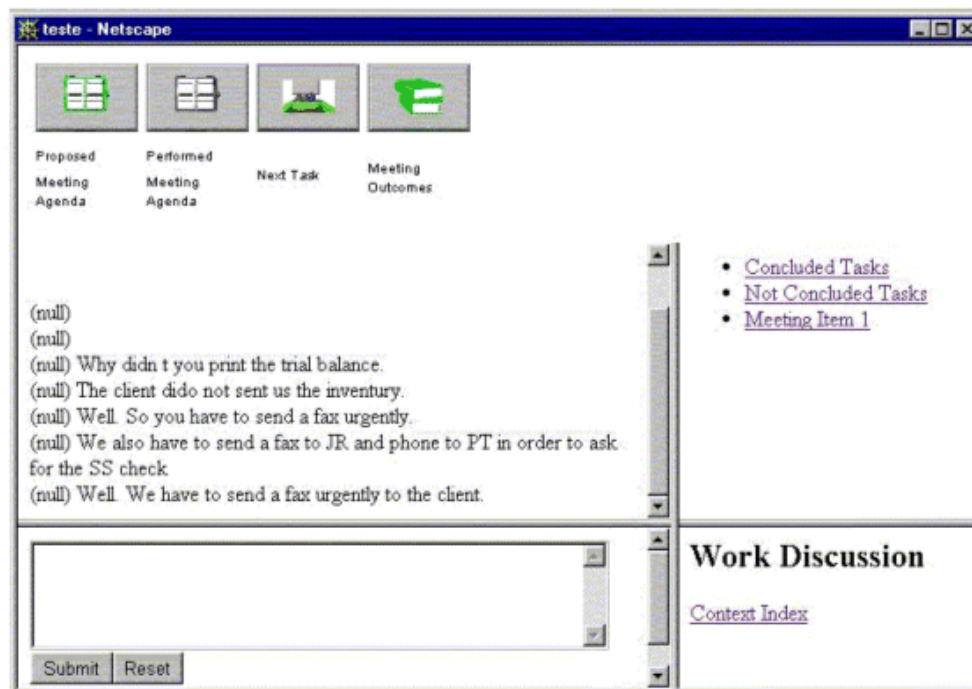 teste - Netscape
Proposed
Meeting
Agenda
Performed
Meeting
Agenda
Next Task
Meeting
Outcomes
(null)
(null)
(null) Why didn t you print the trial balance.
(null) The client dido not sent us the inventury.
(null) Well. So you have to send a fax urgently.
(null) We also have to send a fax to JR and phone to PT in order to ask
for the SS check
(null) Well. We have to send a fax urgently to the client.
Concluded Tasks
Not Concluded Tasks
Meeting Item 1
Submit
Reset
Work Discussion
Context Index